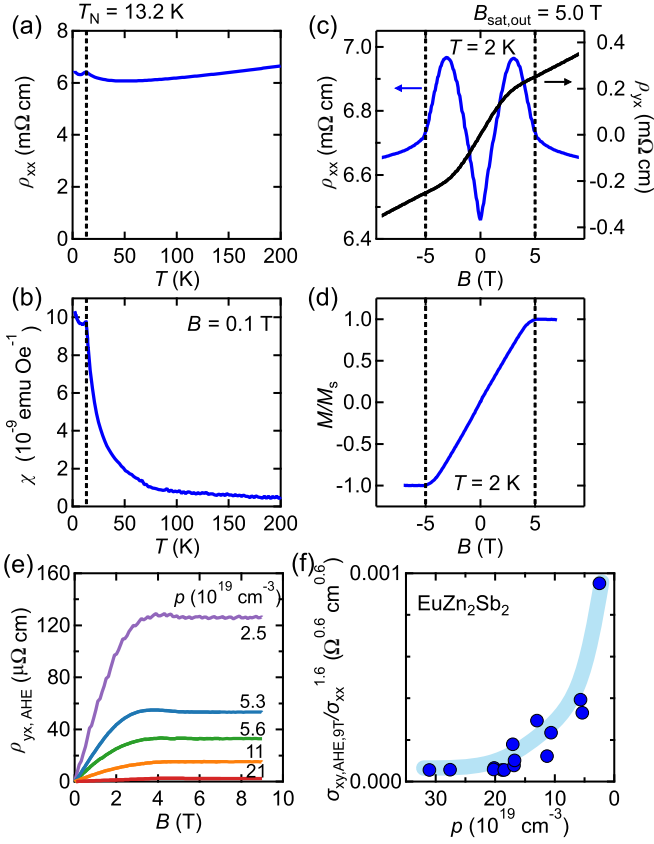 (a)
T_N = 13.2 K
8
6
4
2
0
ρ_xx (mΩ cm)
0
50
100
150
200
T (K)
(c)
B_sat,out = 5.0 T
T = 2 K
7.0
6.8
6.6
6.4
ρ_xx (mΩ cm)
0.4
0.2
0.0
-0.2
-0.4
ρ_yx (mΩ cm)
-5
0
5
B (T)
(b)
B = 0.1 T
10
8
6
4
2
0
χ (10^-9 emu Oe^-1)
0
50
100
150
200
T (K)
(d)
1.0
0.5
0.0
-0.5
-1.0
M/M_s
T = 2 K
-5
0
5
B (T)
(e)
160
120
80
40
0
ρ_yx, AHE (μΩ cm)
p (10^19 cm^-3)
2.5
5.3
5.6
11
21
0
2
4
6
8
10
B (T)
(f)
EuZn₂Sb₂
0.001
0.000
σ_xy,AHE,9T/σ_xx^1.6 (Ω^0.6 cm^0.6)
30
20
10
0
p (10^19 cm^-3)